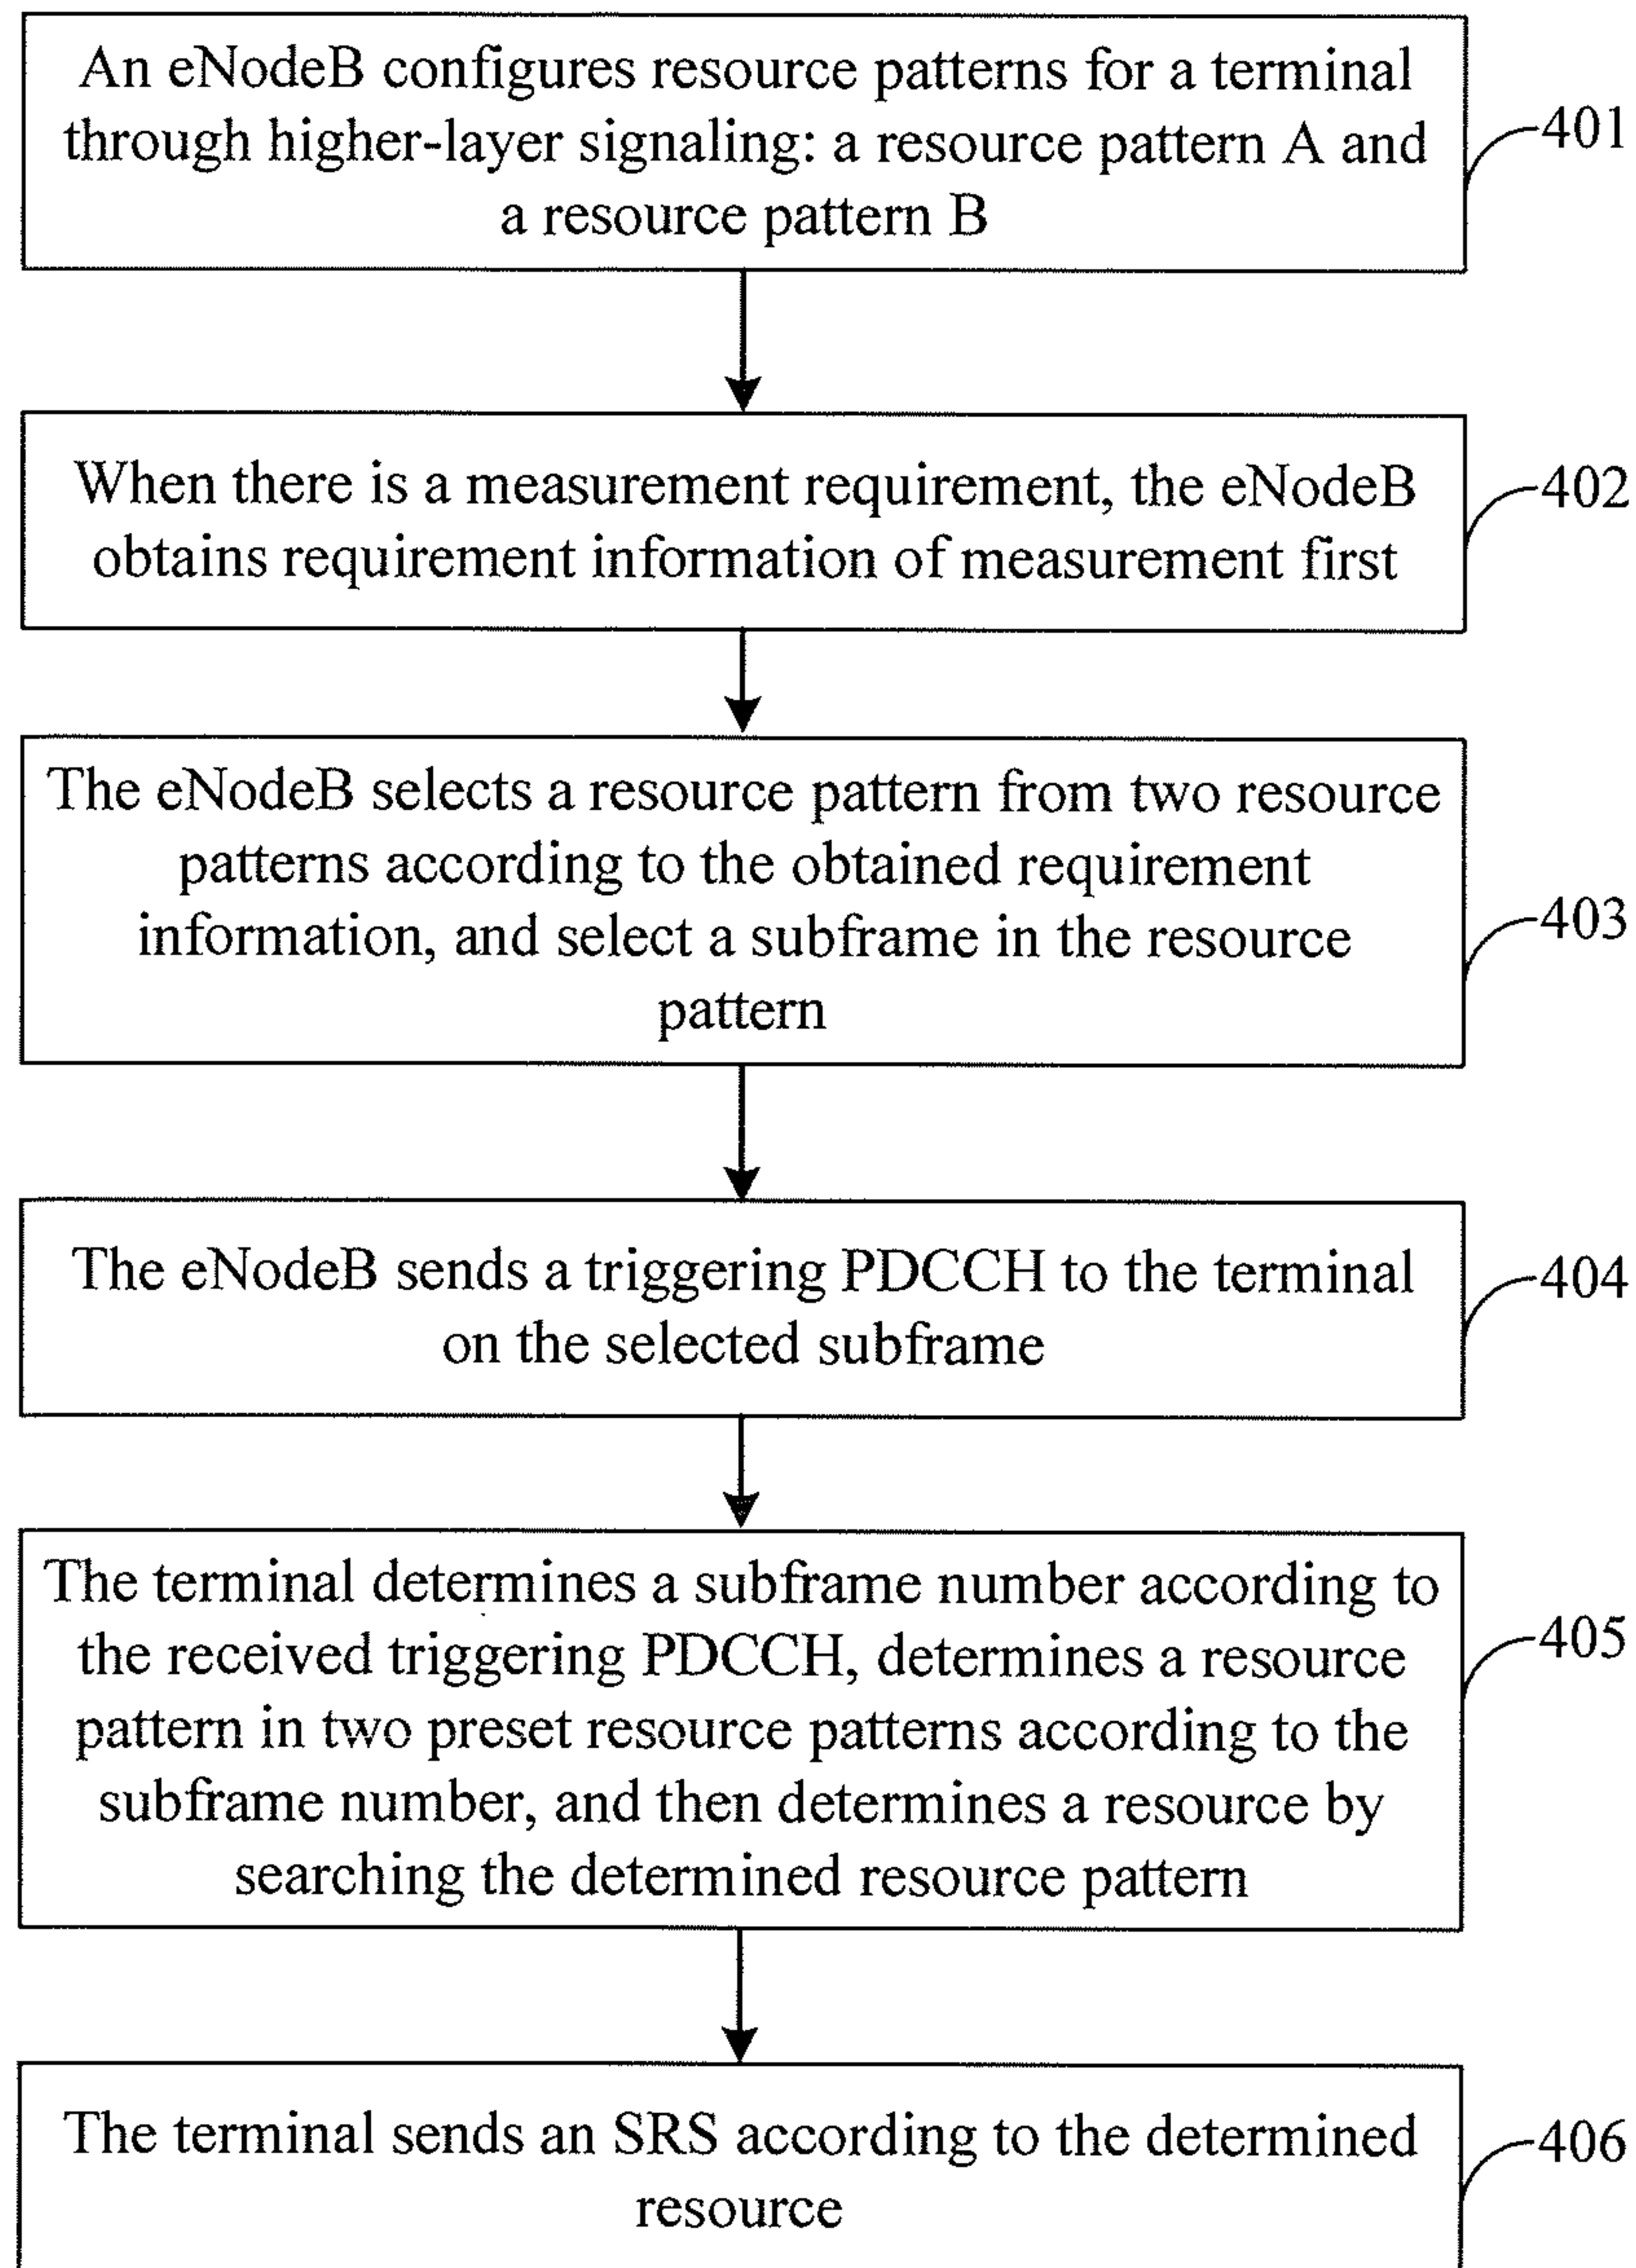 An eNodeB configures resource patterns for a terminal
through higher-layer signaling: a resource pattern A and
a resource pattern B
401
When there is a measurement requirement, the eNodeB
obtains requirement information of measurement first
402
The eNodeB selects a resource pattern from two resource
patterns according to the obtained requirement
information, and select a subframe in the resource
pattern
403
The eNodeB sends a triggering PDCCH to the terminal
on the selected subframe
404
The terminal determines a subframe number according to
the received triggering PDCCH, determines a resource
pattern in two preset resource patterns according to the
subframe number, and then determines a resource by
searching the determined resource pattern
405
The terminal sends an SRS according to the determined
resource
406